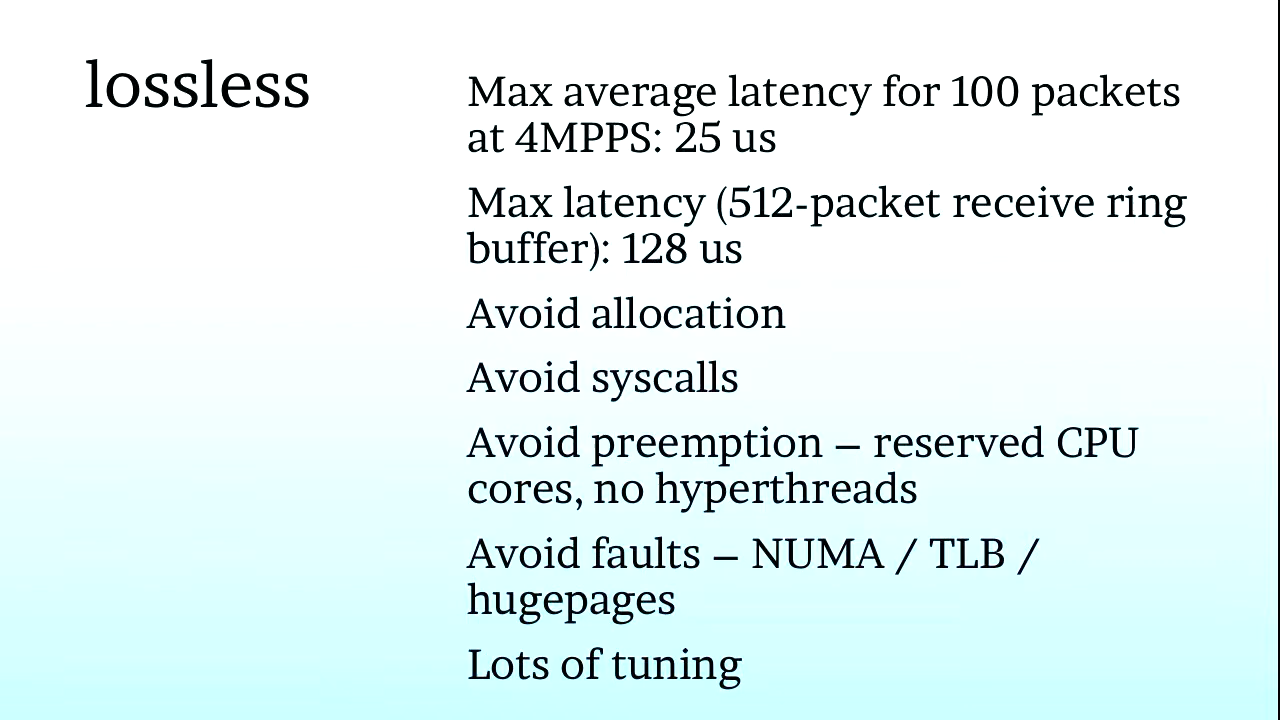 lossless
Max average latency for 100 packets
at 4MPPS: 25 us
Max latency (512-packet receive ring
buffer): 128 us
Avoid allocation
Avoid syscalls
Avoid preemption – reserved CPU
cores, no hyperthreads
Avoid faults – NUMA / TLB /
hugepages
Lots of tuning